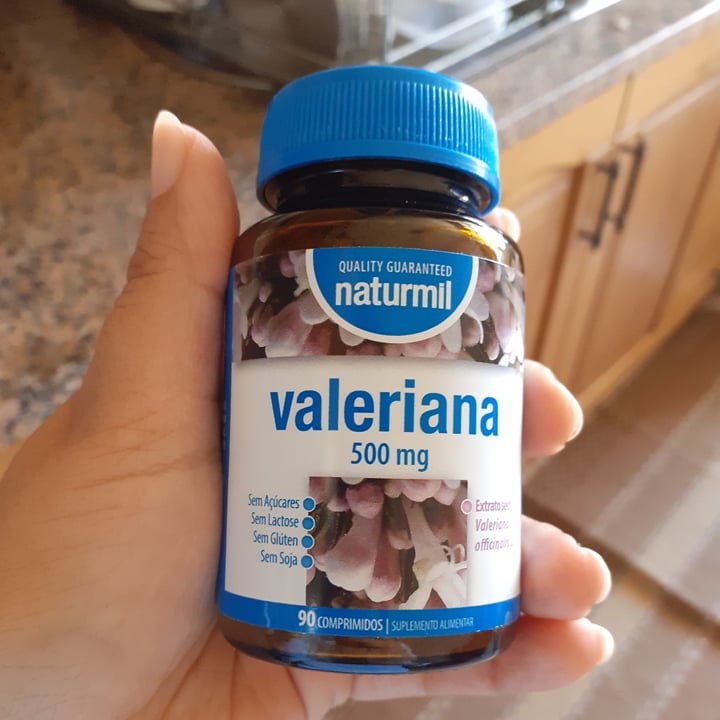 QUALITY GUARANTEED
naturmil
valeriana
500 mg
Sem Açúcares
Sem Lactose
Sem Glúten
Sem Soja
Extrato
Valeriana
90 COMPRIMIDOS | SUPLEMENTO ALIMENTAR